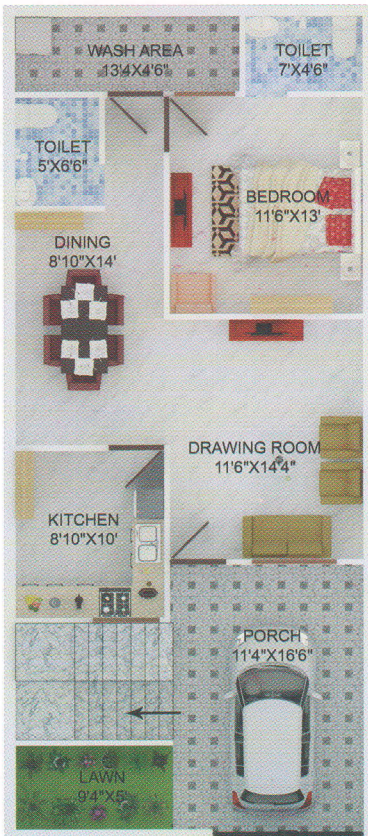 WASH AREA
13'4X4'6"
TOILET
7'X4'6"
TOILET
5'X6'6"
BEDROOM
11'6"X13'
DINING
8'10"X14'
DRAWING ROOM
11'6"X14'4"
KITCHEN
8'10"X10'
PORCH
11'4"X16'6"
LAWN
9'4"X5'